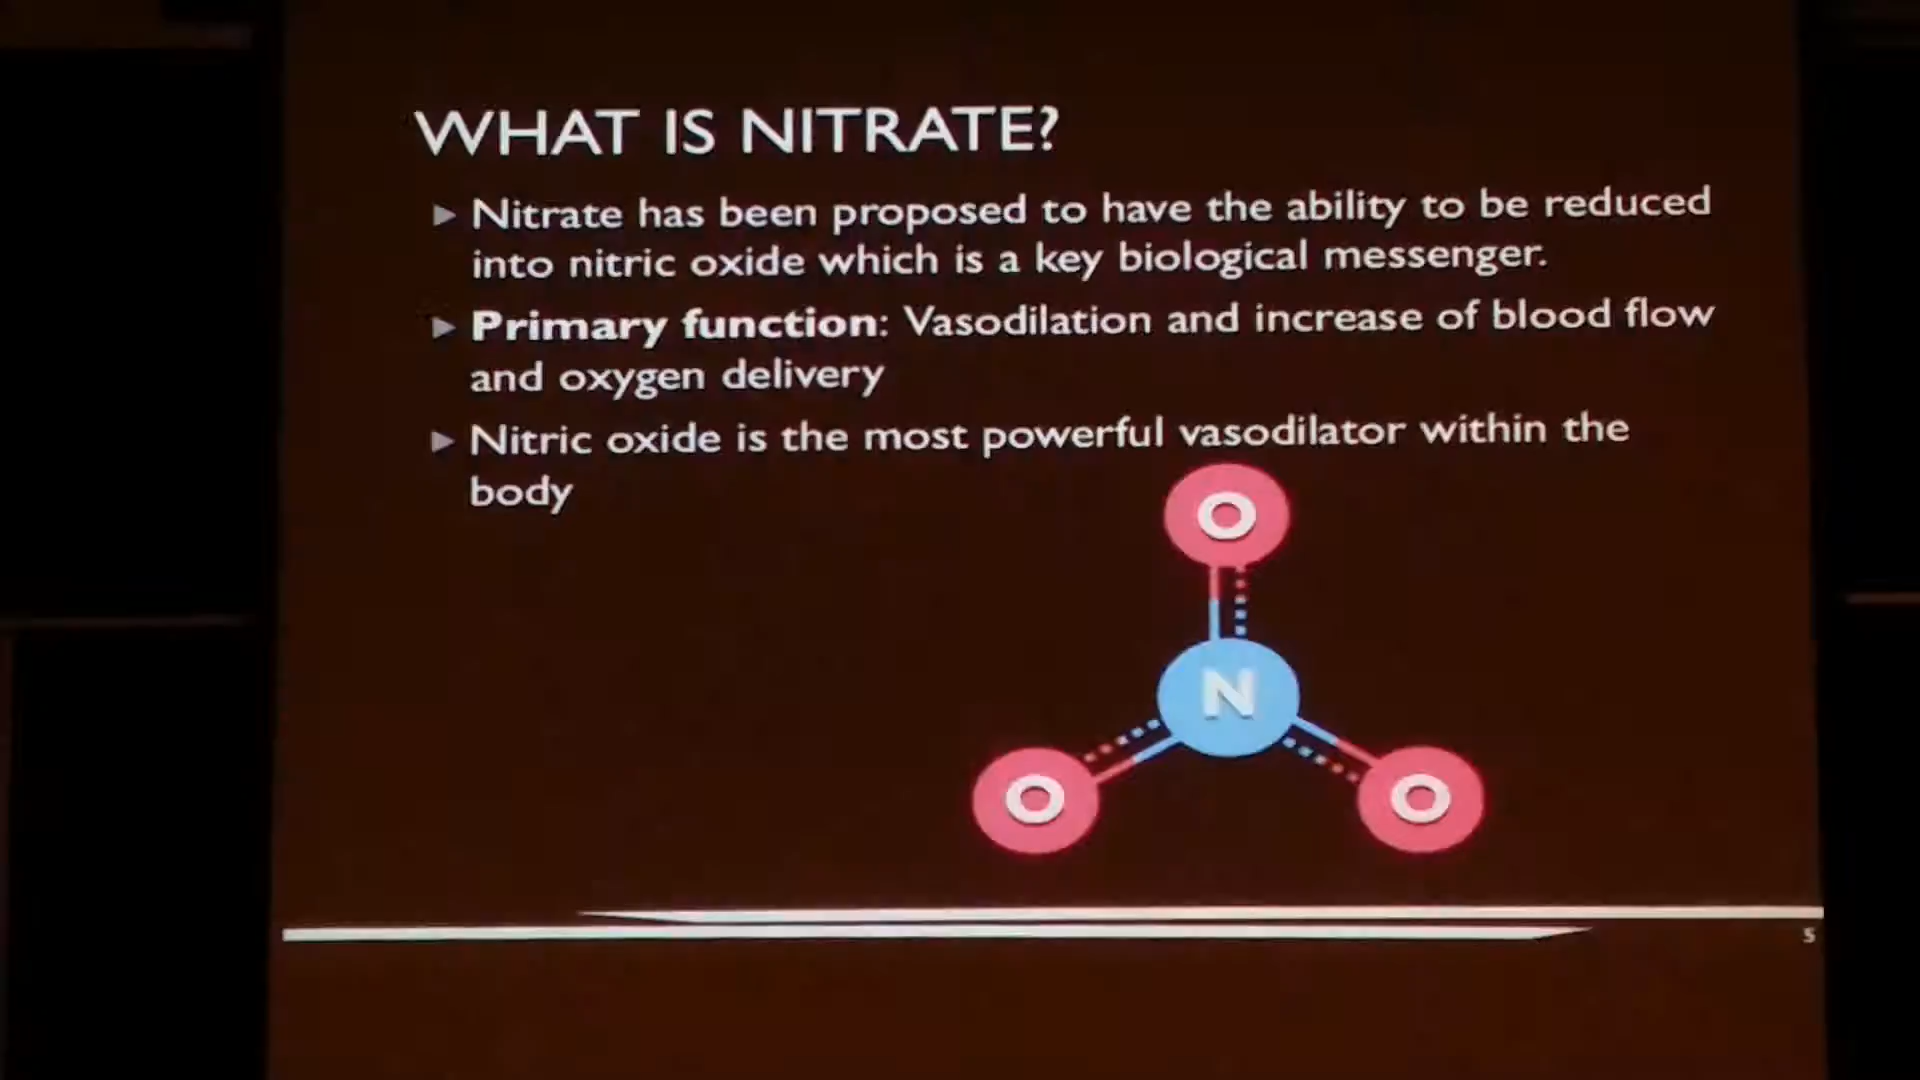 WHAT IS NITRATE?
Nitrate has been proposed to have the ability to be reduced
into nitric oxide which is a key biological messenger.
Primary function: Vasodilation and increase of blood flow
and oxygen delivery
Nitric oxide is the most powerful vasodilator within the
body
O
N
O
O
5